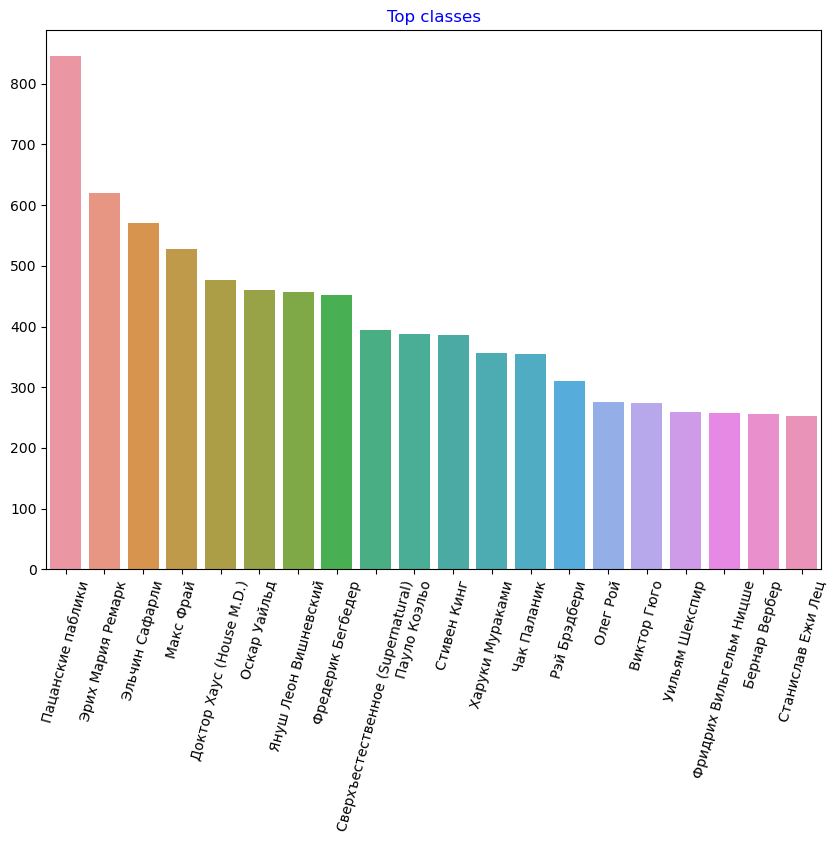 Top classes
800
700
600
500
400
300
200
100
0
Пацанские паблики
Эрих Мария Ремарк
Эльчин Сафарли
Макс Фрай
Доктор Хаус (House M.D.)
Оскар Уайльд
Януш Леон Вишневский
Фредерик Бегбедер
Сверхъестественное (Supernatural)
Пауло Коэльо
Стивен Кинг
Харуки Мураками
Чак Паланик
Рэй Брэдбери
Олег Рой
Виктор Гюго
Уильям Шекспир
Фридрих Вильгельм Ницше
Бернар Вербер
Станислав Ежи Лец